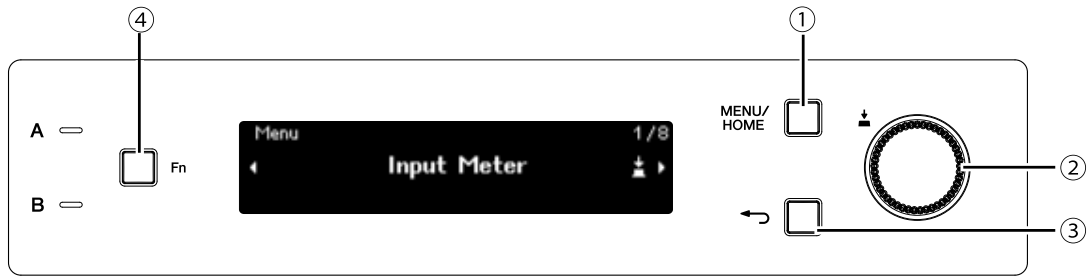 ④
①
MENU/
HOME
A
B
Fn
Menu 1/8
Input Meter
②
③